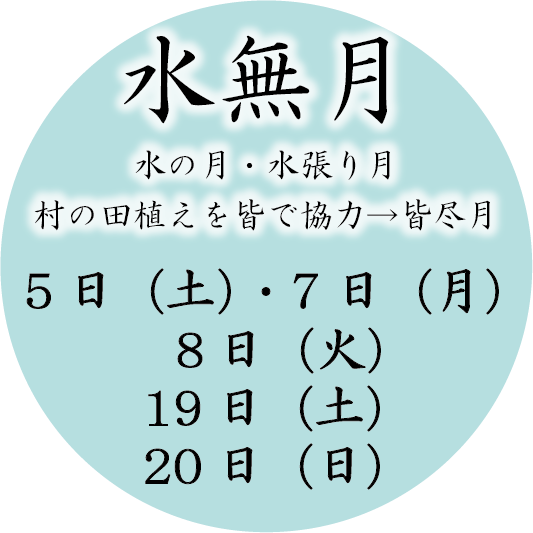 水無月
水の月・水張り月
村の田植えを皆で協力→皆尽月
5日（土）・7日（月）
8日（火）
19日（土）
20日（日）